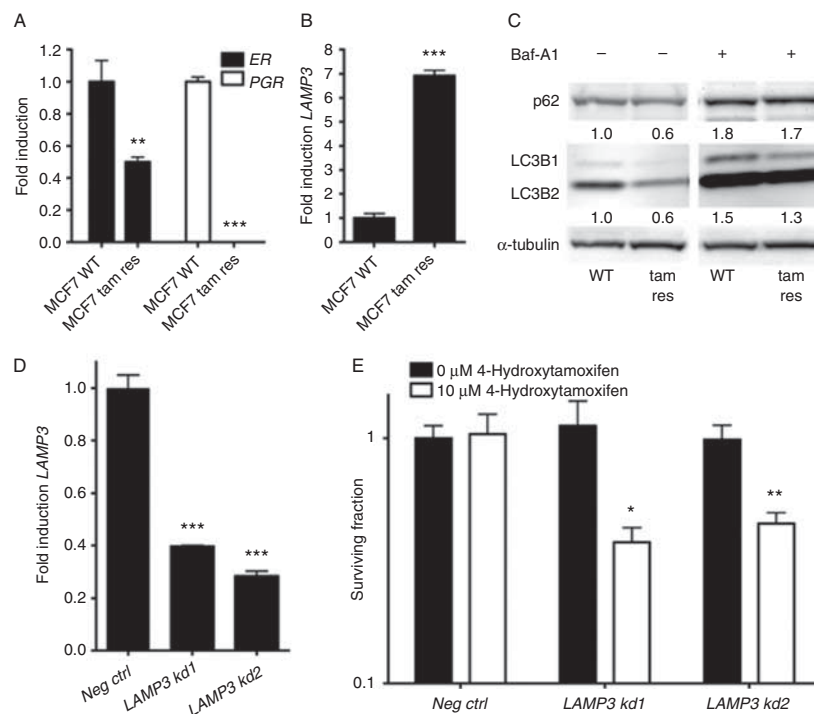 A
Fold induction
1.2
1.0
0.8
0.6
0.4
0.2
0.0
ER
PGR
**
***
MCF7 WT
MCF7 tam res
MCF7 WT
MCF7 tam res
B
Fold induction LAMP3
8
7
6
5
4
3
2
1
0
***
MCF7 WT
MCF7 tam res
C
Baf-A1 – – + +
p62
1.0 0.6 1.8 1.7
LC3B1
LC3B2
1.0 0.6 1.5 1.3
α-tubulin
WT tam res WT tam res
D
Fold induction LAMP3
1.0
0.8
0.6
0.4
0.2
0.0
***
***
Neg ctrl
LAMP3 kd1
LAMP3 kd2
E
0 μM 4-Hydroxytamoxifen
10 μM 4-Hydroxytamoxifen
Surviving fraction
1
0.1
*
**
Neg ctrl LAMP3 kd1 LAMP3 kd2